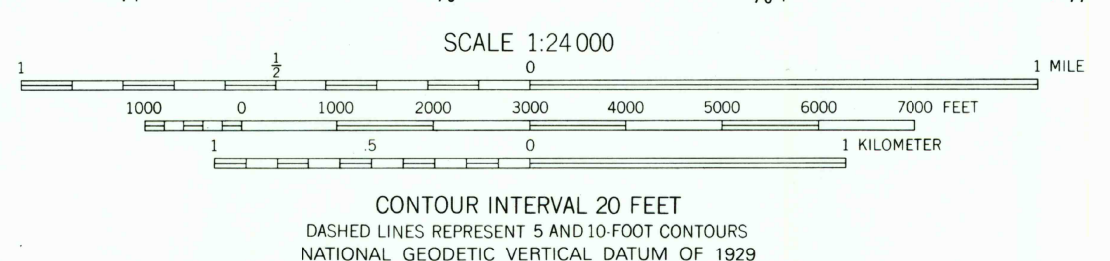 SCALE 1:24 000
1 1/2 0 1 MILE
1000 0 1000 2000 3000 4000 5000 6000 7000 FEET
1 .5 0 1 KILOMETER
CONTOUR INTERVAL 20 FEET
DASHED LINES REPRESENT 5 AND 10-FOOT CONTOURS
NATIONAL GEODETIC VERTICAL DATUM OF 1929